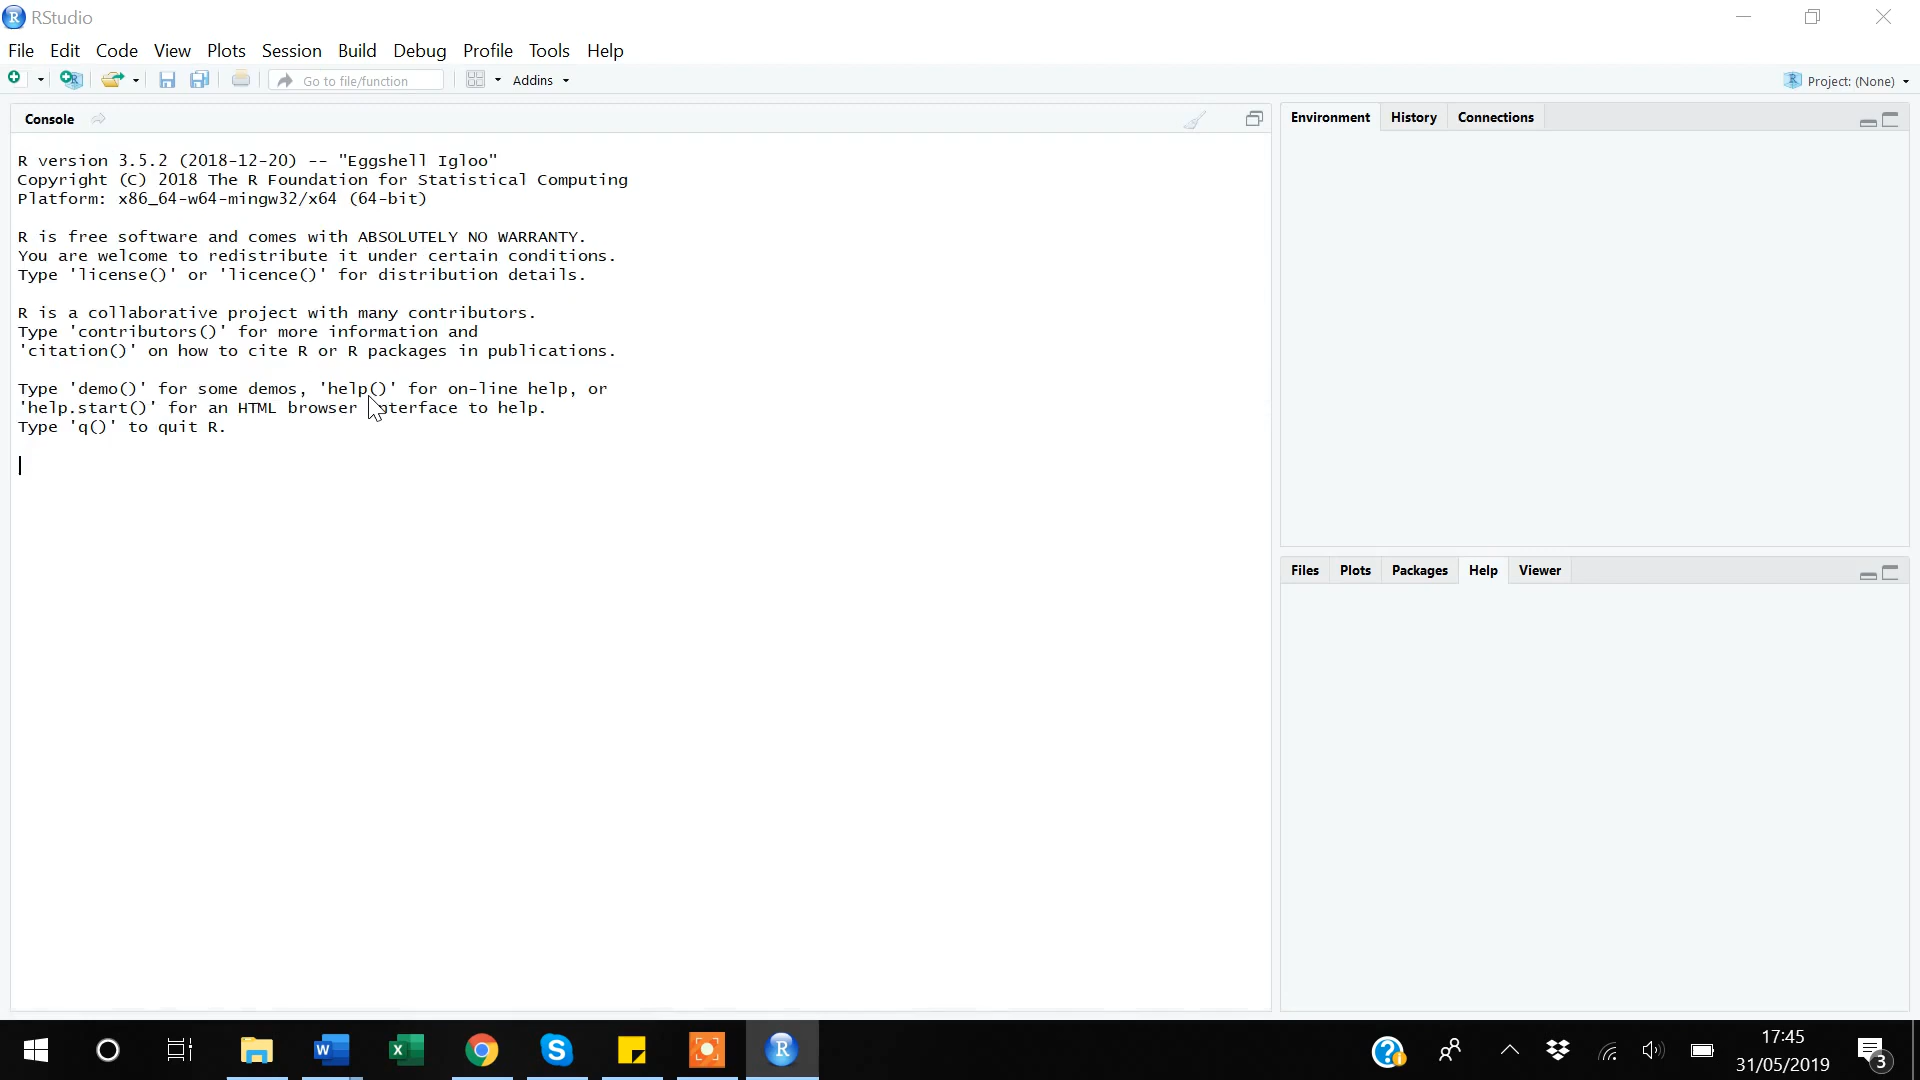 RStudio
File Edit Code View Plots Session Build Debug Profile Tools Help
Go to file/function Addins Project: (None)
Console
R version 3.5.2 (2018-12-20) -- "Eggshell Igloo"
Copyright (C) 2018 The R Foundation for Statistical Computing
Platform: x86_64-w64-mingw32/x64 (64-bit)
R is free software and comes with ABSOLUTELY NO WARRANTY.
You are welcome to redistribute it under certain conditions.
Type 'license()' or 'licence()' for distribution details.
R is a collaborative project with many contributors.
Type 'contributors()' for more information and
'citation()' on how to cite R or R packages in publications.
Type 'demo()' for some demos, 'help()' for on-line help, or
'help.start()' for an HTML browser interface to help.
Type 'q()' to quit R.
Environment History Connections
Files Plots Packages Help Viewer
17:45
31/05/2019
3